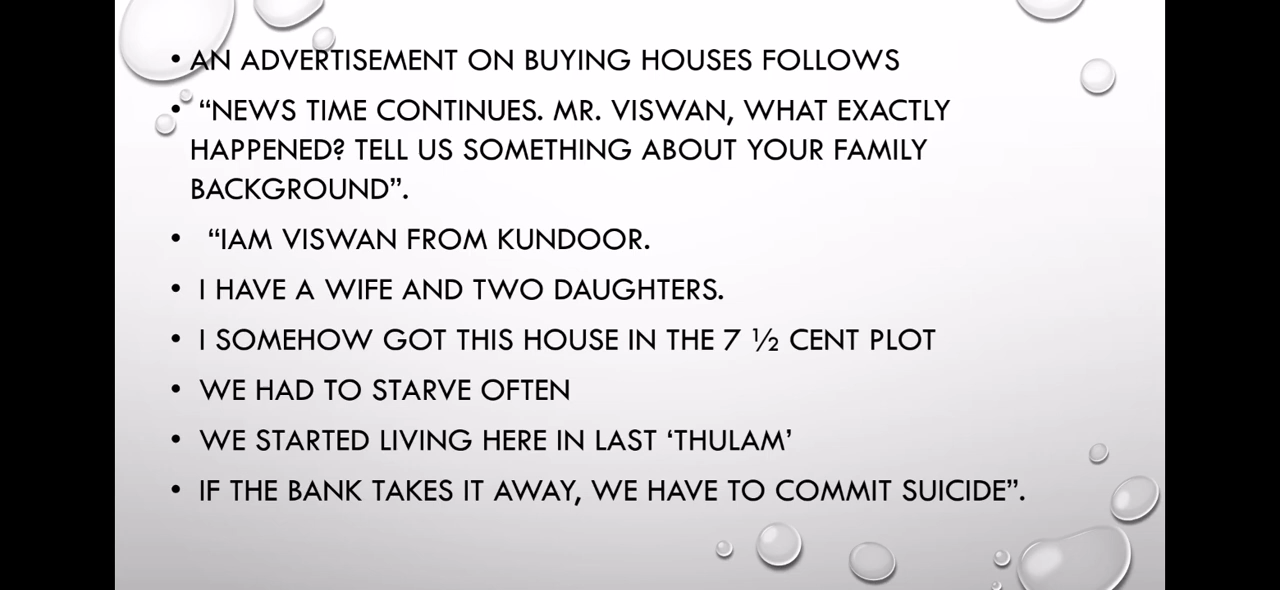 • AN ADVERTISEMENT ON BUYING HOUSES FOLLOWS
• “NEWS TIME CONTINUES. MR. VISWAN, WHAT EXACTLY
HAPPENED? TELL US SOMETHING ABOUT YOUR FAMILY
BACKGROUND”.
• “IAM VISWAN FROM KUNDOOR.
• I HAVE A WIFE AND TWO DAUGHTERS.
• I SOMEHOW GOT THIS HOUSE IN THE 7 ½ CENT PLOT
• WE HAD TO STARVE OFTEN
• WE STARTED LIVING HERE IN LAST ‘THULAM’
• IF THE BANK TAKES IT AWAY, WE HAVE TO COMMIT SUICIDE”.